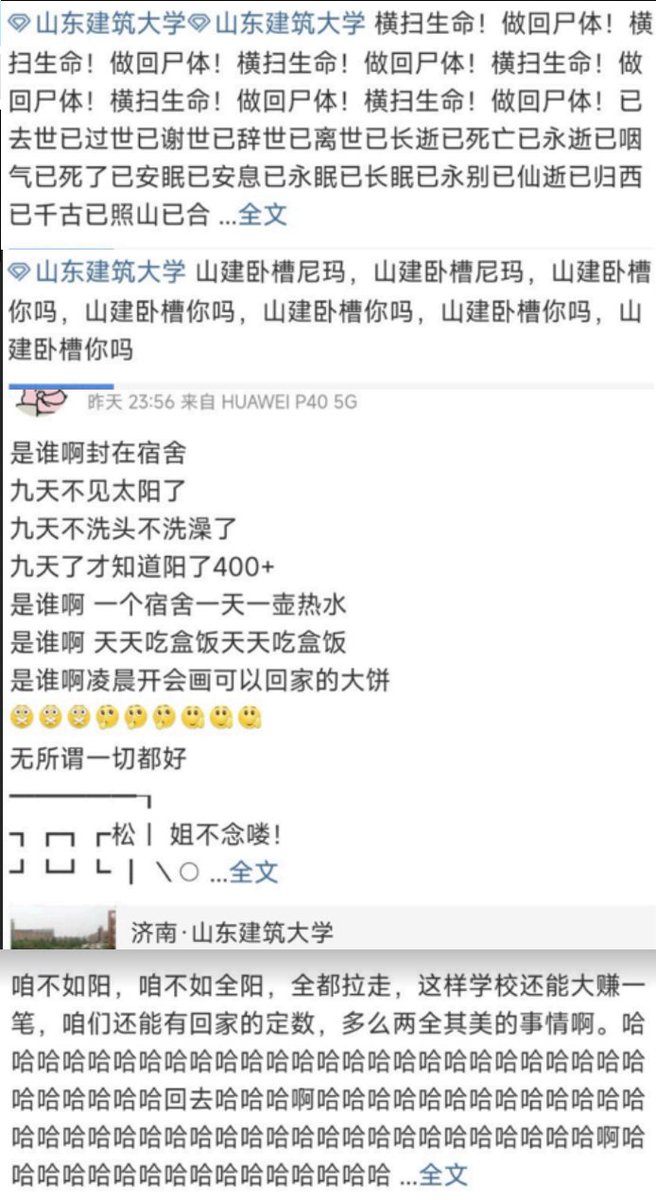 山东建筑大学山东建筑大学 横扫生命！做回尸体！横
扫生命！做回尸体！横扫生命！做回尸体！横扫生命！做
回尸体！横扫生命！做回尸体！横扫生命！做回尸体！已
去世已过世已谢世已辞世已离世已长逝已死亡已永逝已咽
气已死了已安眠已安息已永眠已长眠已永别已仙逝已归西
已千古已照山已合 ...全文
山东建筑大学 山建卧槽尼玛，山建卧槽尼玛，山建卧槽
你吗，山建卧槽你吗，山建卧槽你吗，山建卧槽你吗，山
建卧槽你吗
昨天 23:56 来自 HUAWEI P40 5G
是谁啊封在宿舍
九天不见太阳了
九天不洗头不洗澡了
九天了才知道阳了400+
是谁啊 一个宿舍一天一壶热水
是谁啊 天天吃盒饭天天吃盒饭
是谁啊凌晨开会画可以回家的大饼
无所谓一切都好
━━━━━━┓
┓ ┏━┓ ┏松┃ 姐不念喽！
┛ ┗━┛ ┗ ┃ \○ ...全文
济南·山东建筑大学
咱不如阳，咱不如全阳，全都拉走，这样学校还能大赚一
笔，咱们还能有回家的定数，多么两全其美的事情啊。哈
哈哈哈哈哈哈哈哈哈哈哈哈哈哈哈哈哈哈哈哈哈哈哈哈
哈哈哈哈哈哈回去哈哈哈啊哈哈哈哈哈哈哈哈哈哈哈哈哈
哈哈哈哈哈哈哈哈哈哈哈哈哈哈哈哈哈哈哈哈哈哈哈啊哈
哈哈哈哈哈哈哈哈哈哈哈哈哈哈哈 ...全文